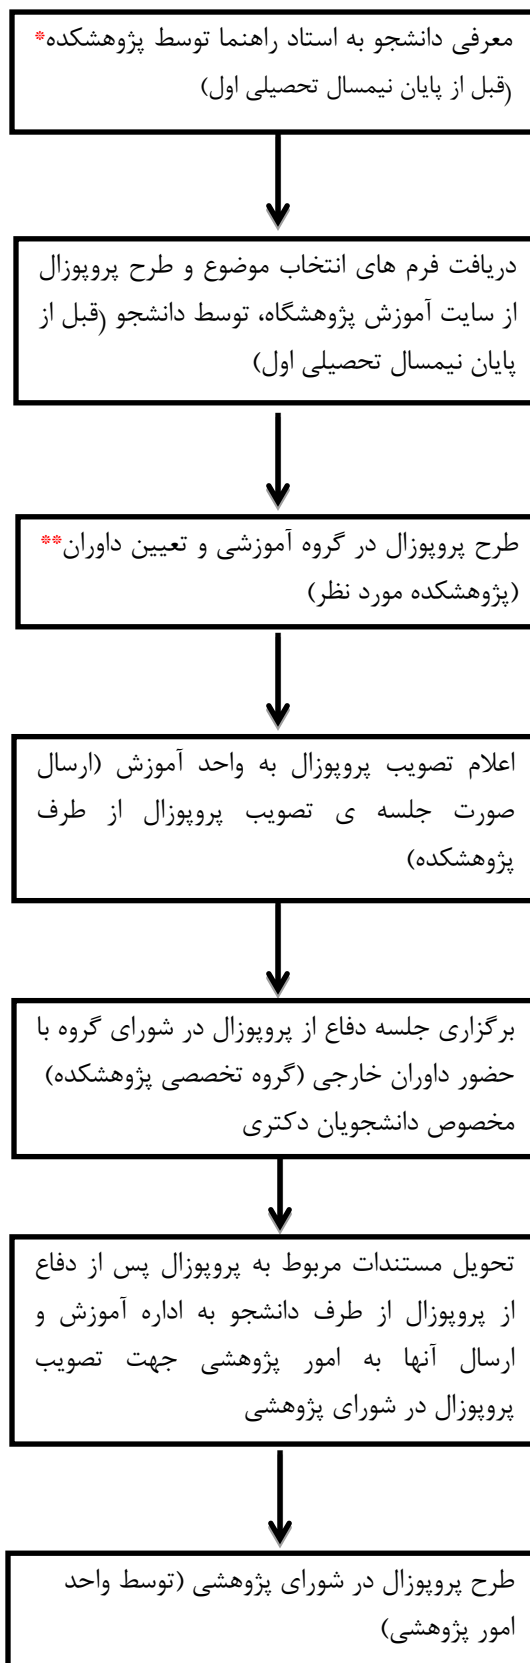 معرفی دانشجو به استاد راهنما توسط پژوهشکده*
(قبل از پایان نیمسال تحصیلی اول)
دریافت فرم های انتخاب موضوع و طرح پروپوزال
از سایت آموزش پژوهشگاه، توسط دانشجو (قبل از
پایان نیمسال تحصیلی اول)
طرح پروپوزال در گروه آموزشی و تعیین داوران**
(پژوهشکده مورد نظر)
اعلام تصویب پروپوزال به واحد آموزش (ارسال
صورت جلسه ی تصویب پروپوزال از طرف
پژوهشکده)
برگزاری جلسه دفاع از پروپوزال در شورای گروه با
حضور داوران خارجی (گروه تخصصی پژوهشکده)
مخصوص دانشجویان دکتری
تحویل مستندات مربوط به پروپوزال پس از دفاع
از پروپوزال از طرف دانشجو به اداره آموزش و
ارسال آنها به امور پژوهشی جهت تصویب
پروپوزال در شورای پژوهشی
طرح پروپوزال در شورای پژوهشی (توسط واحد
امور پژوهشی)